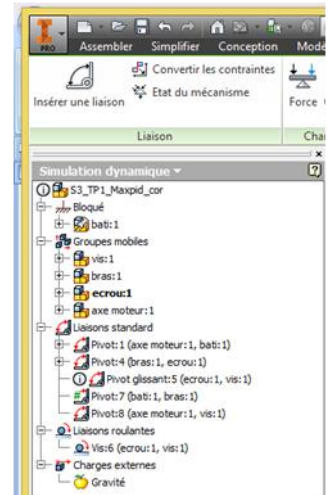 PRO
Assembler Simplifier Conception Modè
Insérer une liaison
Convertir les contraintes
Etat du mécanisme
Force
Liaison
Cha
Simulation dynamique
S3_TP1_Maxpid_cor
Bloqué
bati:1
Groupes mobiles
vis:1
bras:1
ecrou:1
axe moteur:1
Liaisons standard
Pivot:1 (axe moteur:1, bati:1)
Pivot:4 (bras:1, ecrou:1)
Pivot glissant:5 (ecrou:1, vis:1)
Pivot:7 (bati:1, bras:1)
Pivot:8 (axe moteur:1, vis:1)
Liaisons roulantes
Vis:6 (ecrou:1, vis:1)
Charges externes
Gravité